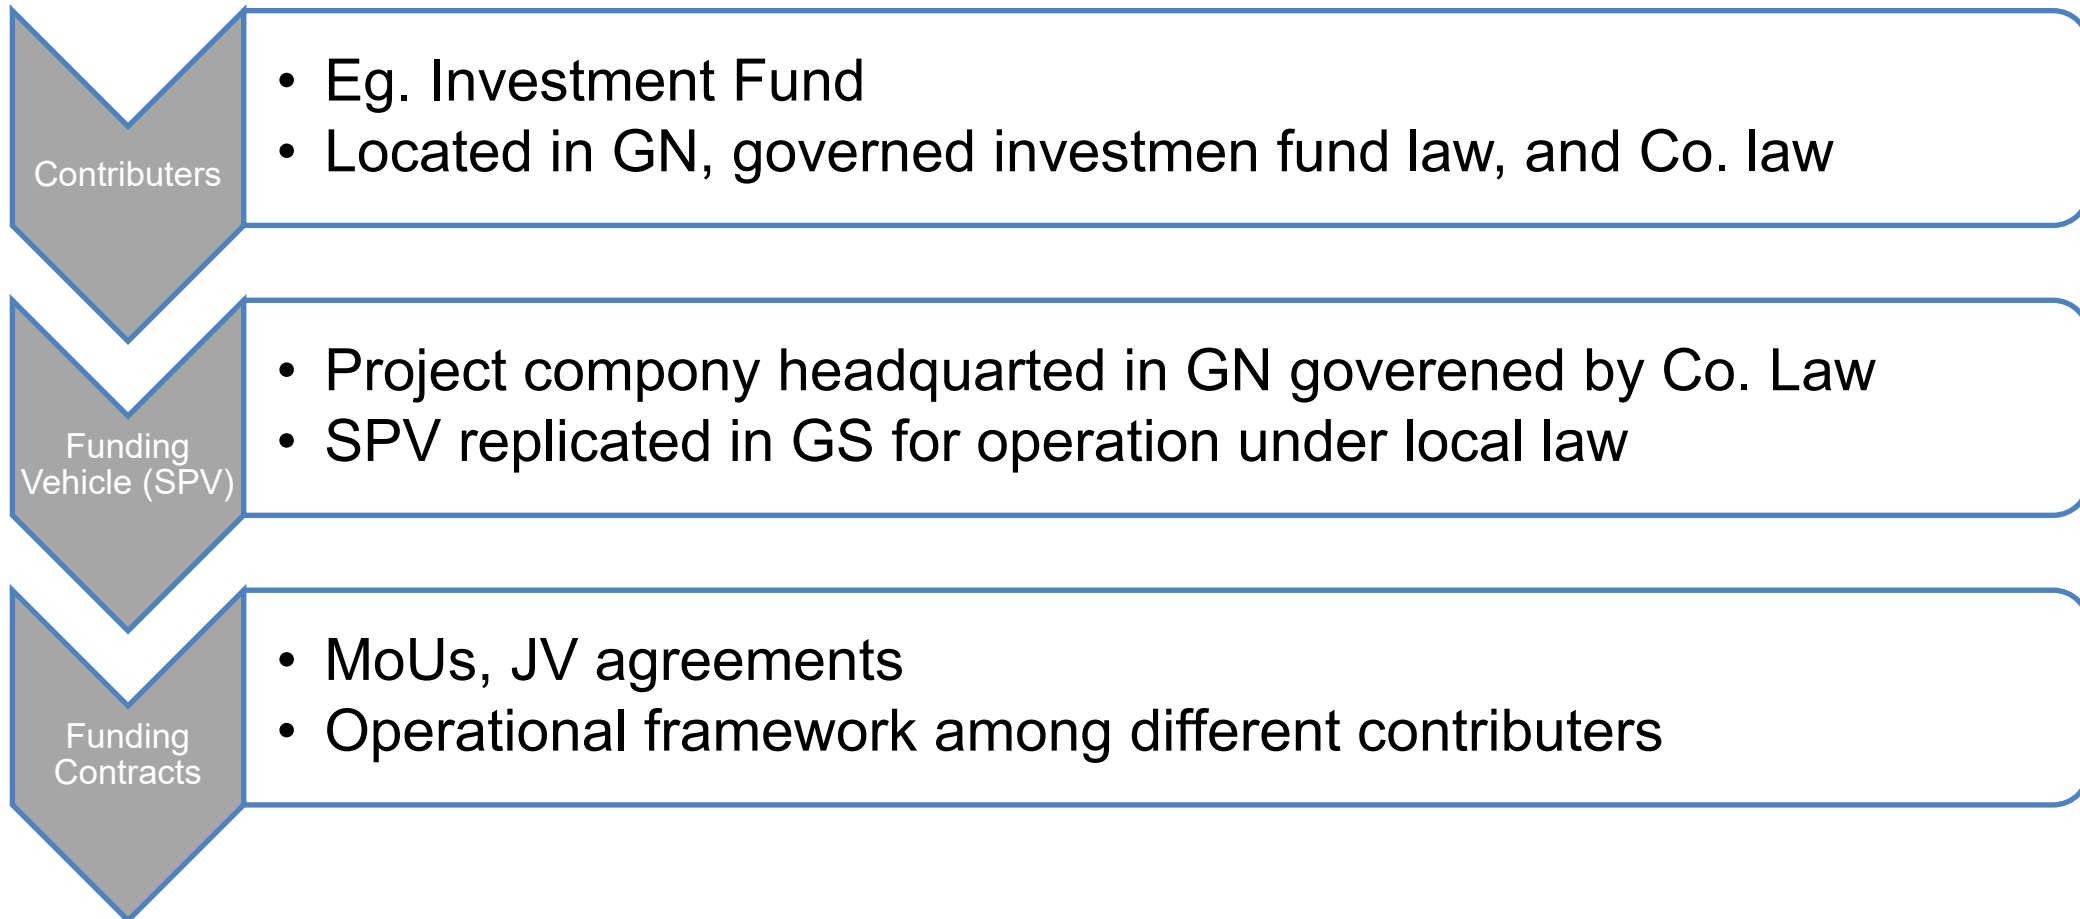 Contributers
• Eg. Investment Fund
• Located in GN, governed investmen fund law, and Co. law
Funding
Vehicle (SPV)
• Project compony headquarted in GN goverened by Co. Law
• SPV replicated in GS for operation under local law
Funding
Contracts
• MoUs, JV agreements
• Operational framework among different contributers